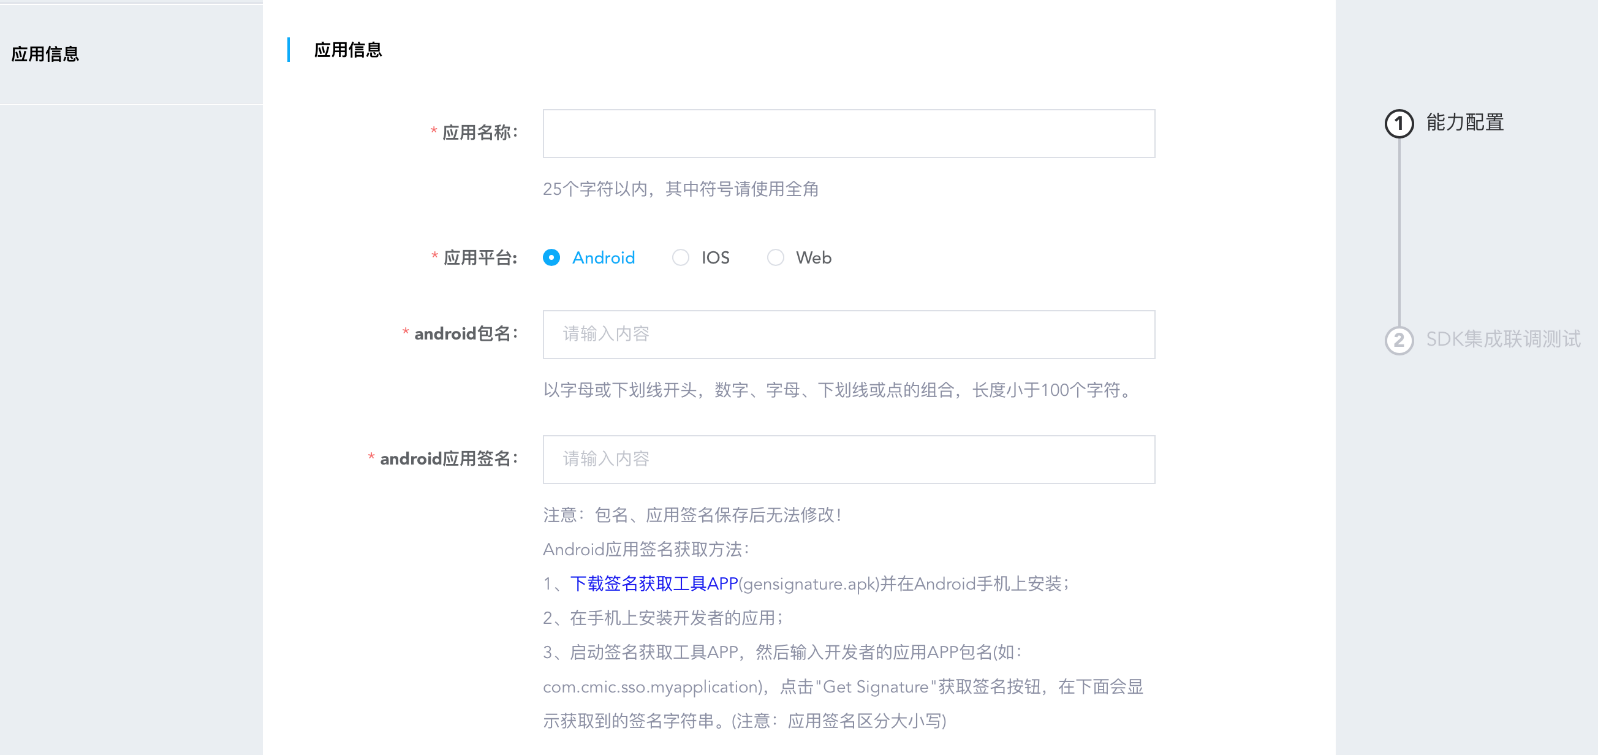 应用信息
应用信息
* 应用名称：
25个字符以内，其中符号请使用全角
* 应用平台: Android IOS Web
* android包名： 请输入内容
以字母或下划线开头，数字、字母、下划线或点的组合，长度小于100个字符。
* android应用签名： 请输入内容
注意：包名、应用签名保存后无法修改！
Android应用签名获取方法：
1、下载签名获取工具APP(gensignature.apk)并在Android手机上安装；
2、在手机上安装开发者的应用；
3、启动签名获取工具APP，然后输入开发者的应用APP包名(如：
com.cmic.sso.myapplication)，点击"Get Signature"获取签名按钮，在下面会显
示获取到的签名字符串。(注意：应用签名区分大小写)
1 能力配置
2 SDK集成联调测试